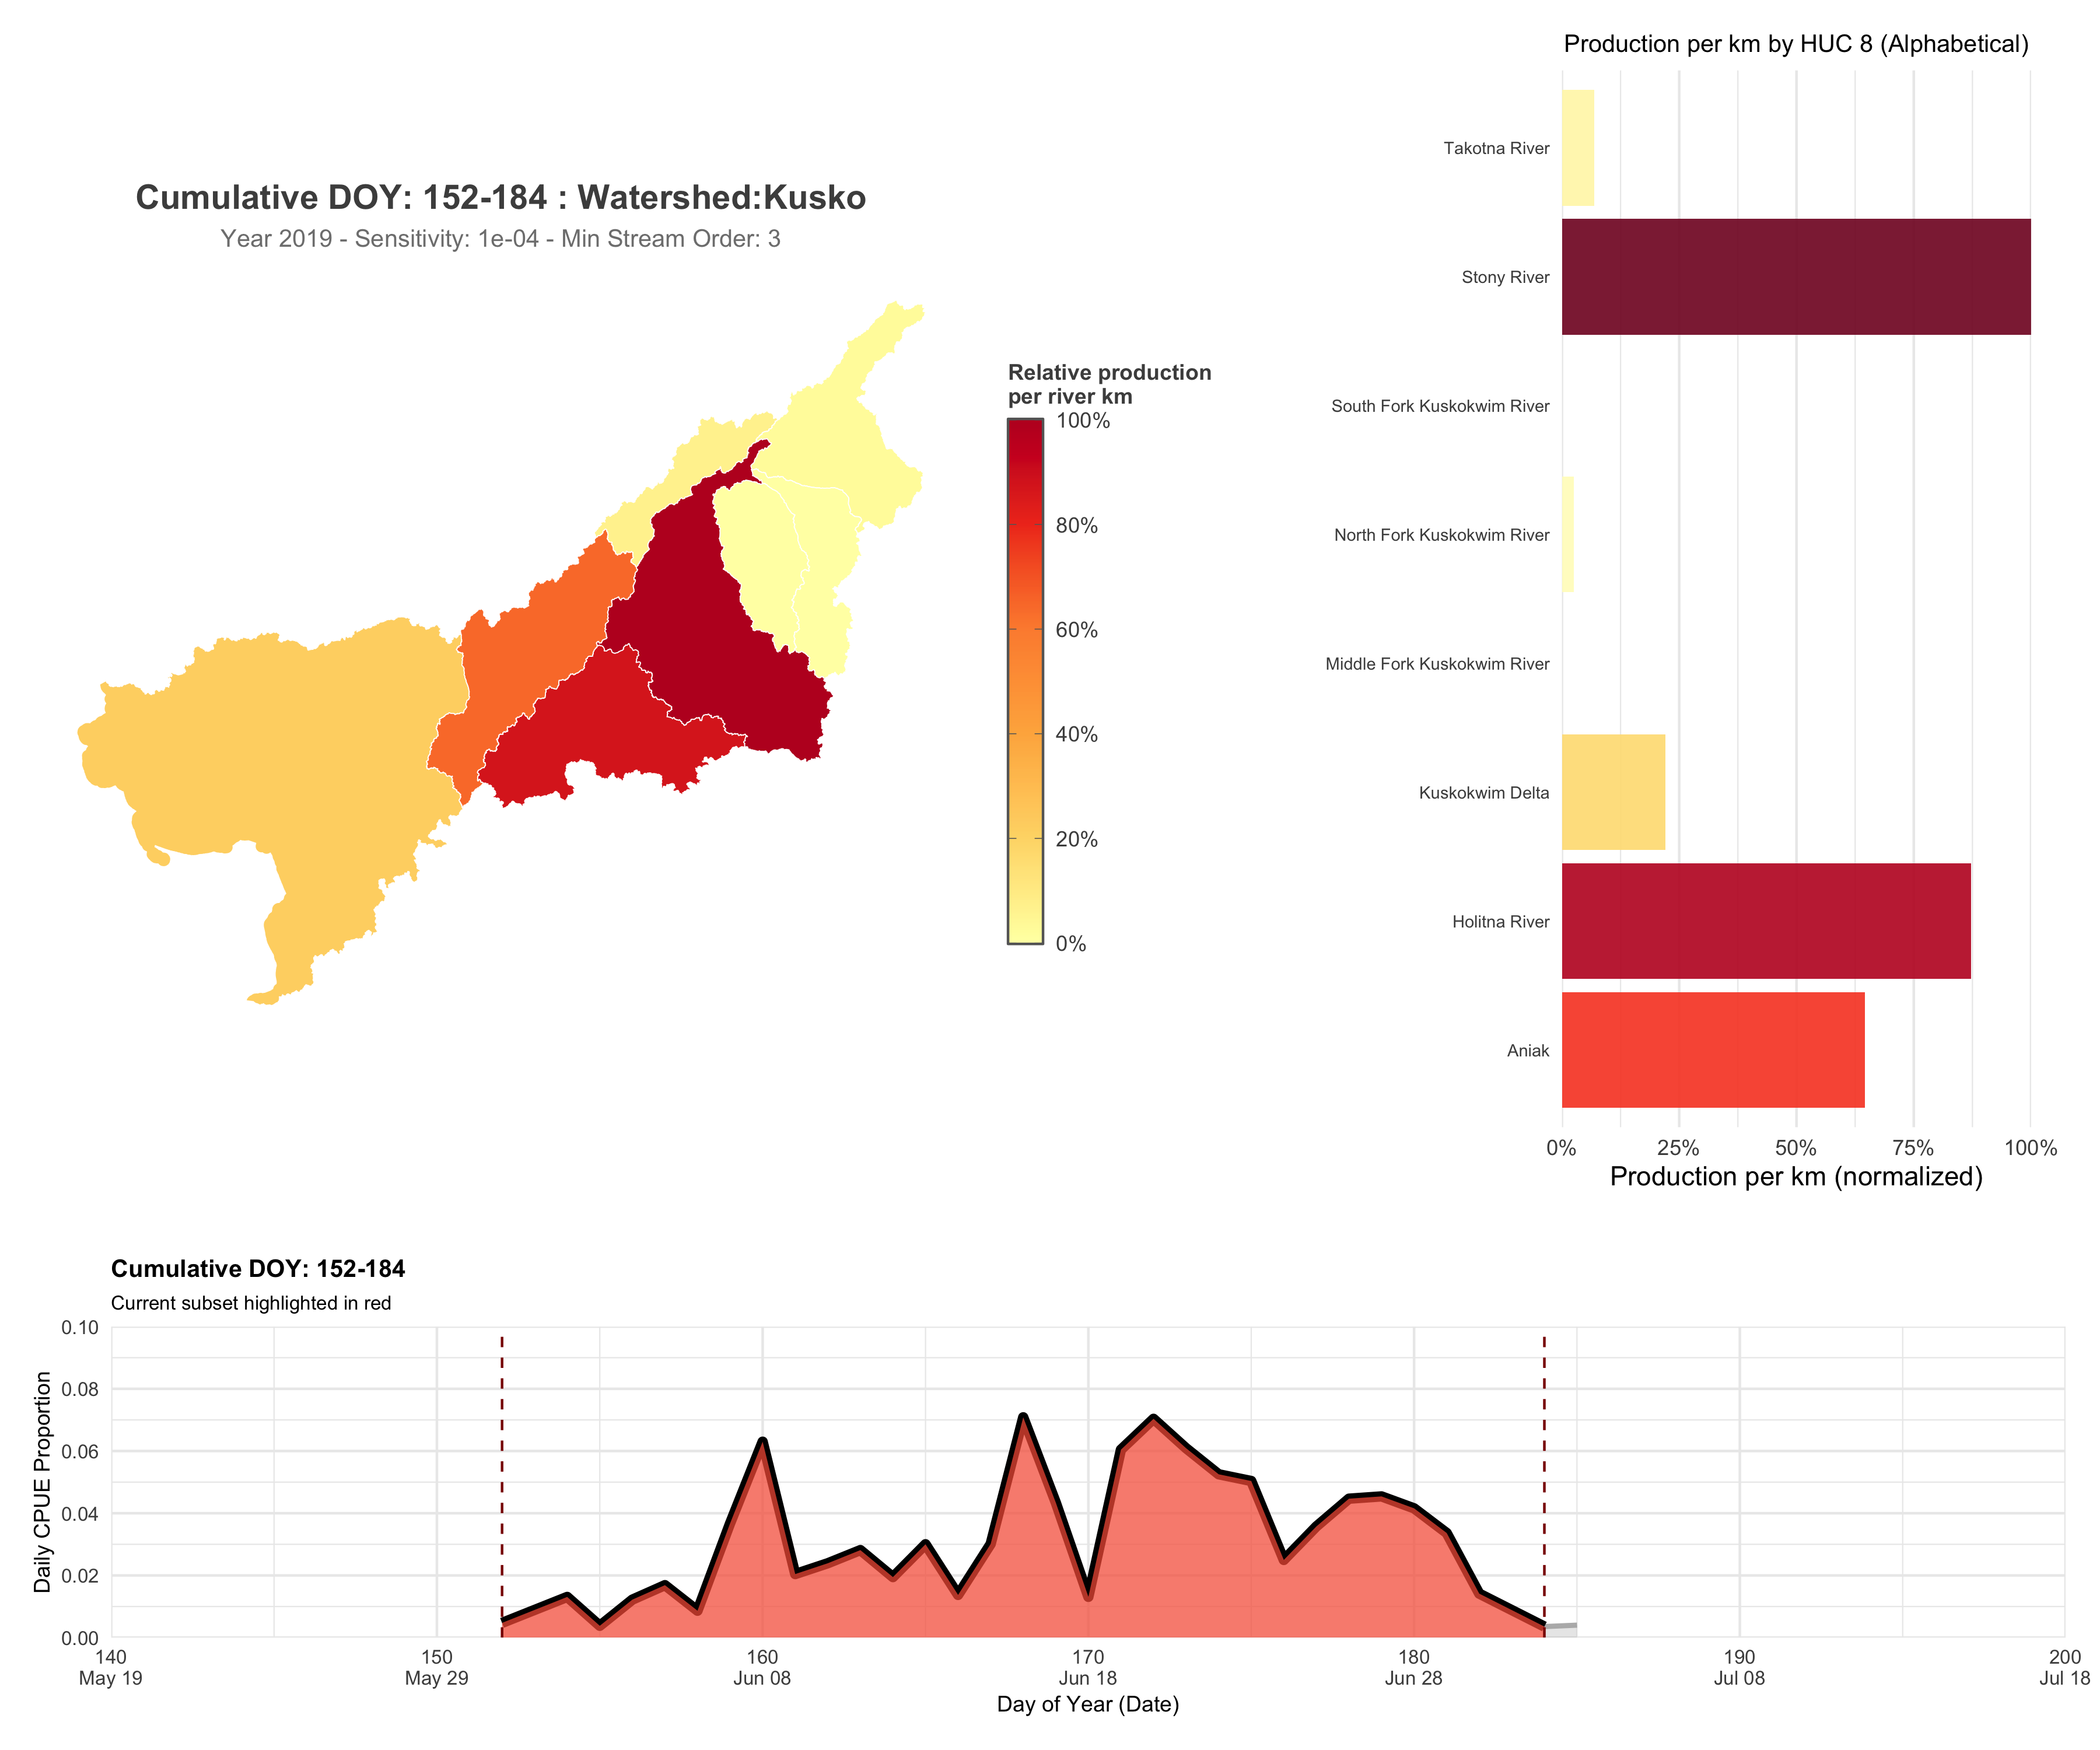 Production per km by HUC 8 (Alphabetical)
Takotna River
Stony River
South Fork Kuskokwim River
North Fork Kuskokwim River
Middle Fork Kuskokwim River
Kuskokwim Delta
Holitna River
Aniak
0% 25% 50% 75% 100%
Production per km (normalized)
Cumulative DOY: 152-184 : Watershed:Kusko
Year 2019 - Sensitivity: 1e-04 - Min Stream Order: 3
Relative production
per river km
100%
80%
60%
40%
20%
0%
Cumulative DOY: 152-184
Current subset highlighted in red
Daily CPUE Proportion
0.10
0.08
0.06
0.04
0.02
0.00
140 150 160 170 180 190 200
May 19 May 29 Jun 08 Jun 18 Jun 28 Jul 08 Jul 18
Day of Year (Date)